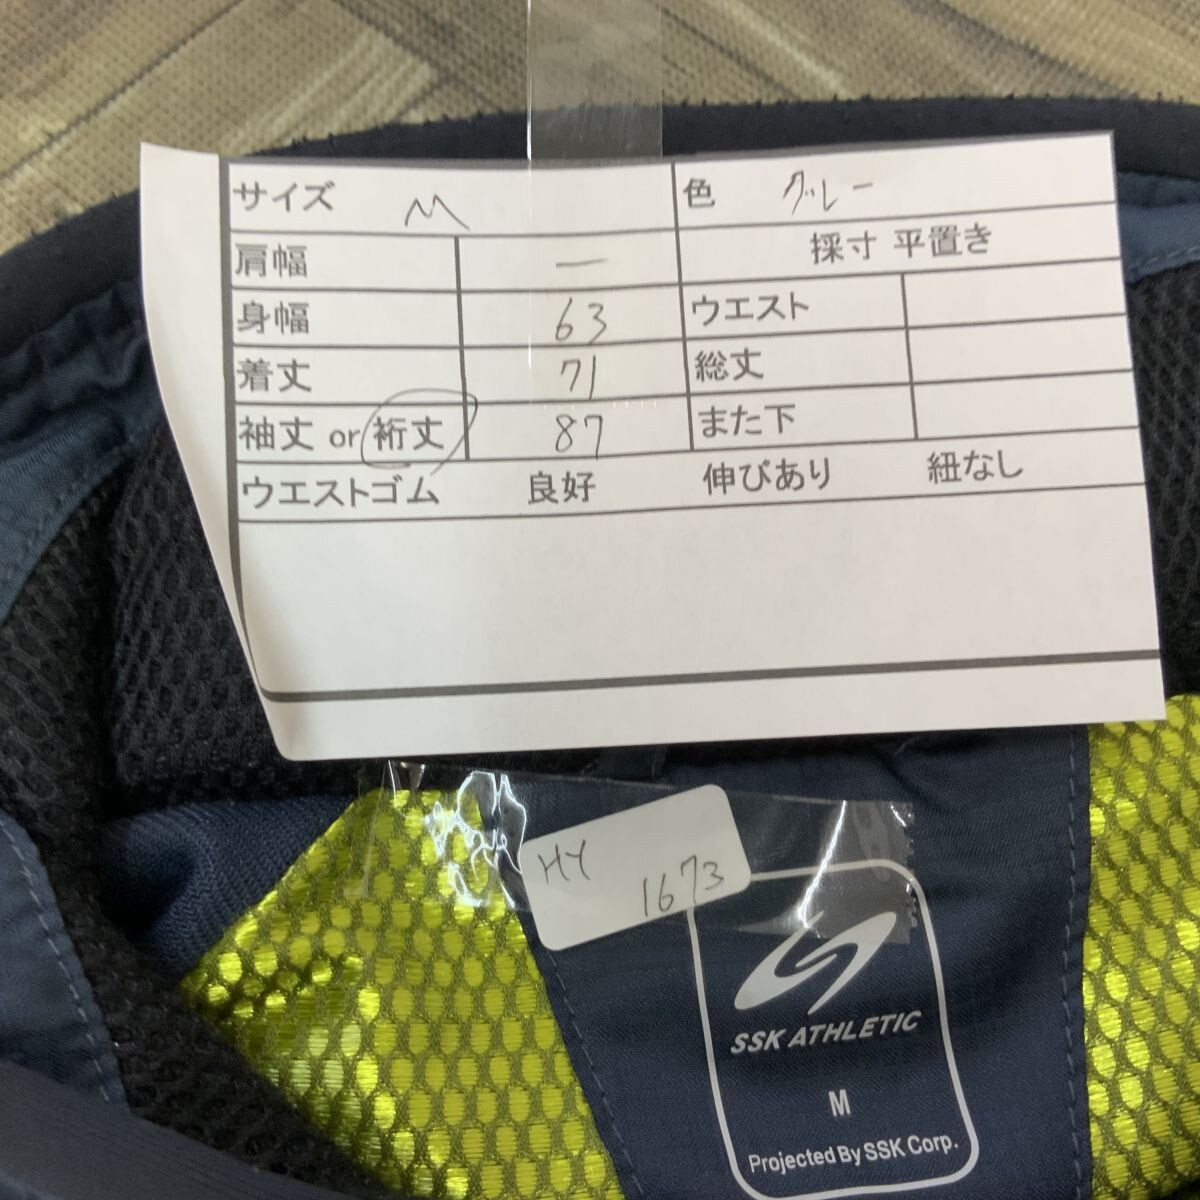 サイズ M 色 グレー
肩幅 — 採寸 平置き
身幅 63 ウエスト
着丈 71 総丈
袖丈 or 裄丈 87 また下
ウエストゴム 良好 伸びあり 紐なし
HY 1673
SSK ATHLETIC
M
Projected By SSK Corp.